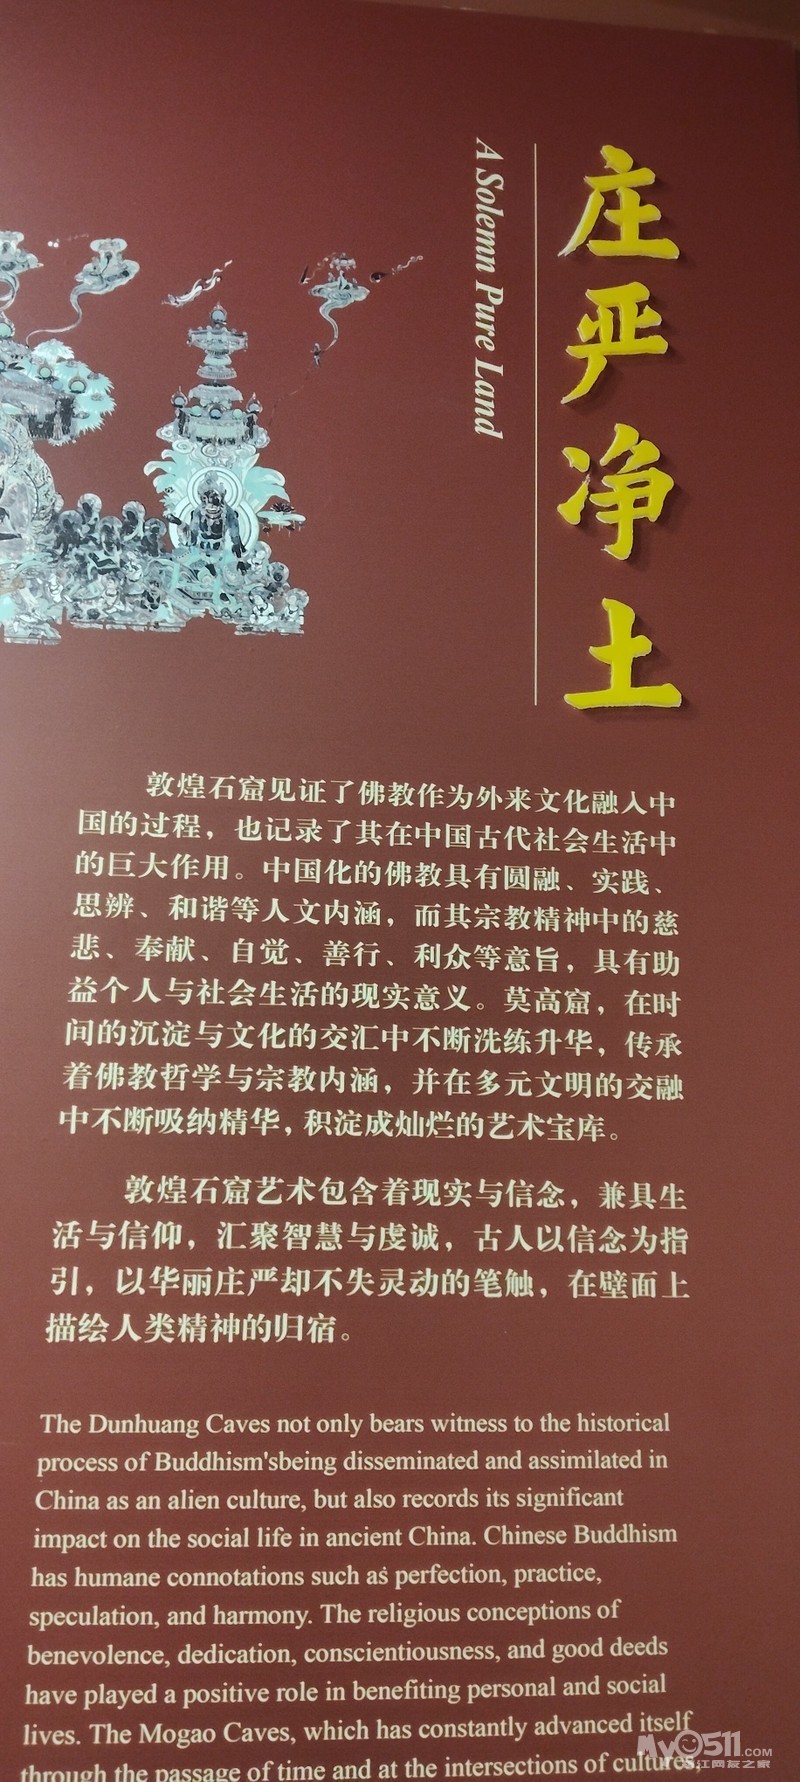 庄严净土
A Solemn Pure Land
敦煌石窟见证了佛教作为外来文化融入中
国的过程，也记录了其在中国古代社会生活中
的巨大作用。中国化的佛教具有圆融、实践、
思辨、和谐等人文内涵，而其宗教精神中的慈
悲、奉献、自觉、善行、利众等意旨，具有助
益个人与社会生活的现实意义。莫高窟，在时
间的沉淀与文化的交汇中不断洗练升华，传承
着佛教哲学与宗教内涵，并在多元文明的交融
中不断吸纳精华，积淀成灿烂的艺术宝库。
敦煌石窟艺术包含着现实与信念，兼具生
活与信仰，汇聚智慧与虔诚，古人以信念为指
引，以华丽庄严却不失灵动的笔触，在壁面上
描绘人类精神的归宿。
The Dunhuang Caves not only bears witness to the historical
process of Buddhism'sbeing disseminated and assimilated in
China as an alien culture, but also records its significant
impact on the social life in ancient China. Chinese Buddhism
has humane connotations such as perfection, practice,
speculation, and harmony. The religious conceptions of
benevolence, dedication, conscientiousness, and good deeds
have played a positive role in benefiting personal and social
lives. The Mogao Caves, which has constantly advanced itself
through the passage of time and at the intersections of cultures,
My0511.com
江网友之家